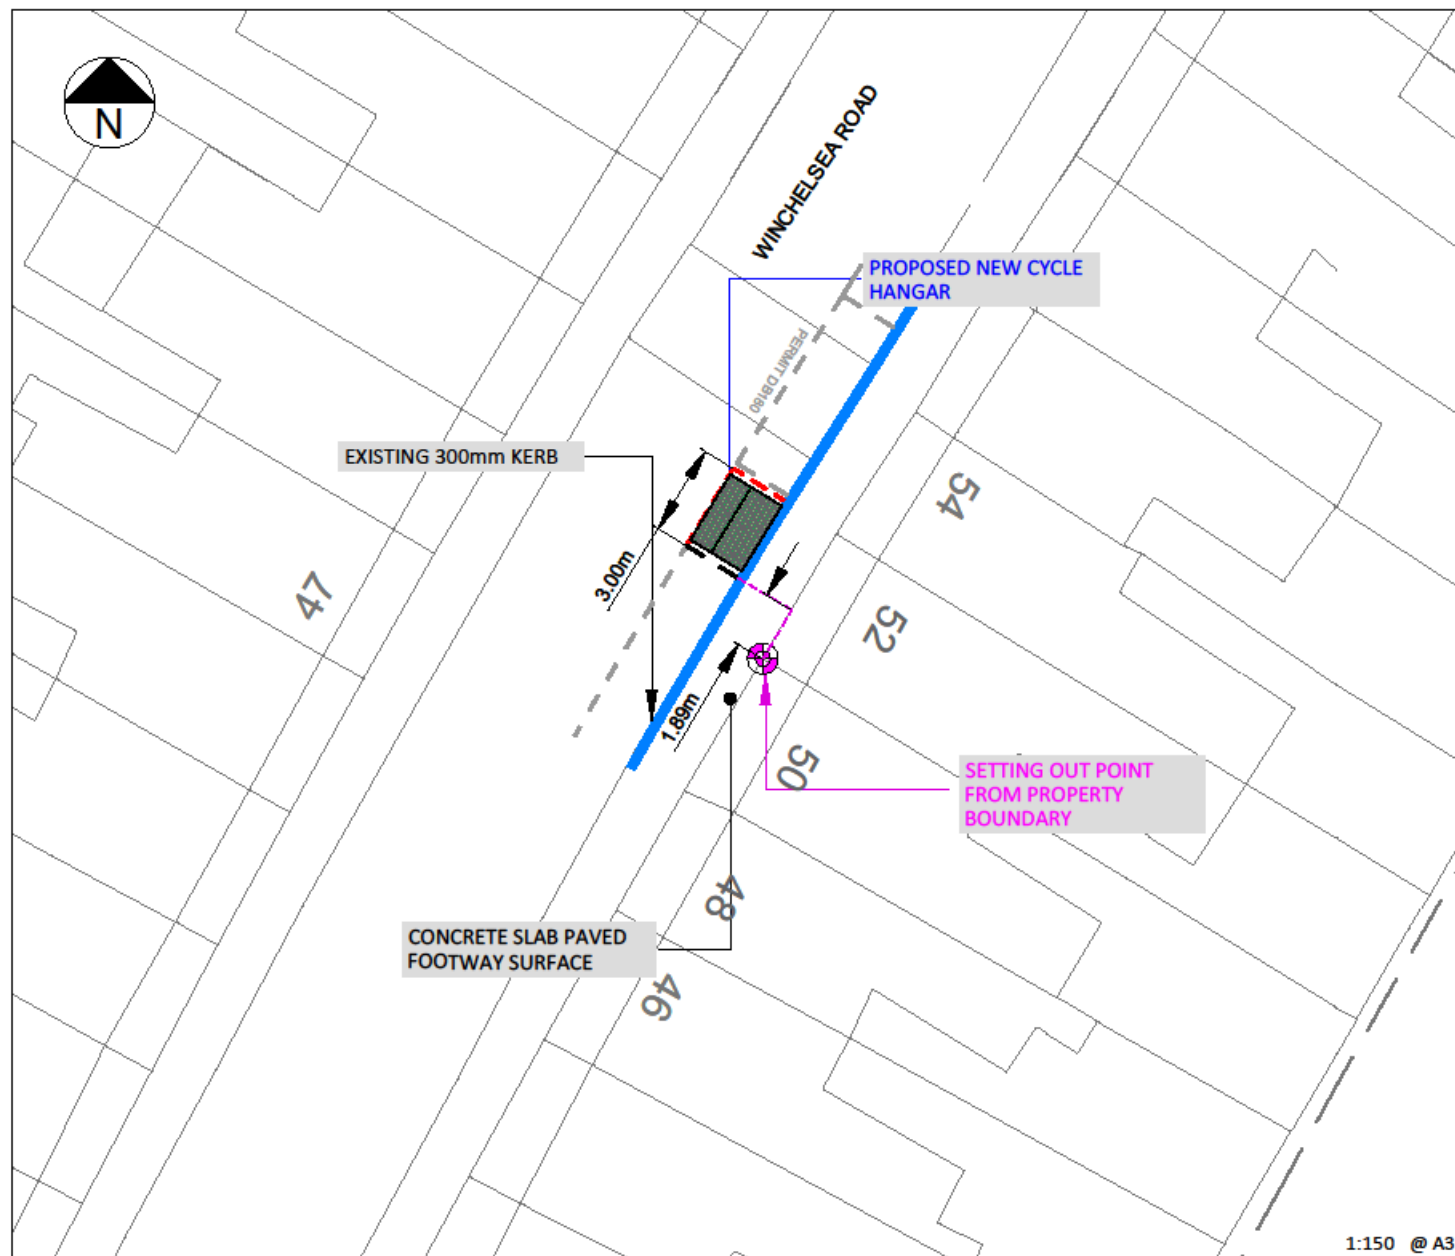 N
WINCHELSEA ROAD
PROPOSED NEW CYCLE
HANGAR
PERMIT DB180
EXISTING 300mm KERB
3.00m
47
54
52
1.89m
50
SETTING OUT POINT
FROM PROPERTY
BOUNDARY
48
CONCRETE SLAB PAVED
FOOTWAY SURFACE
46
1:150 @ A3